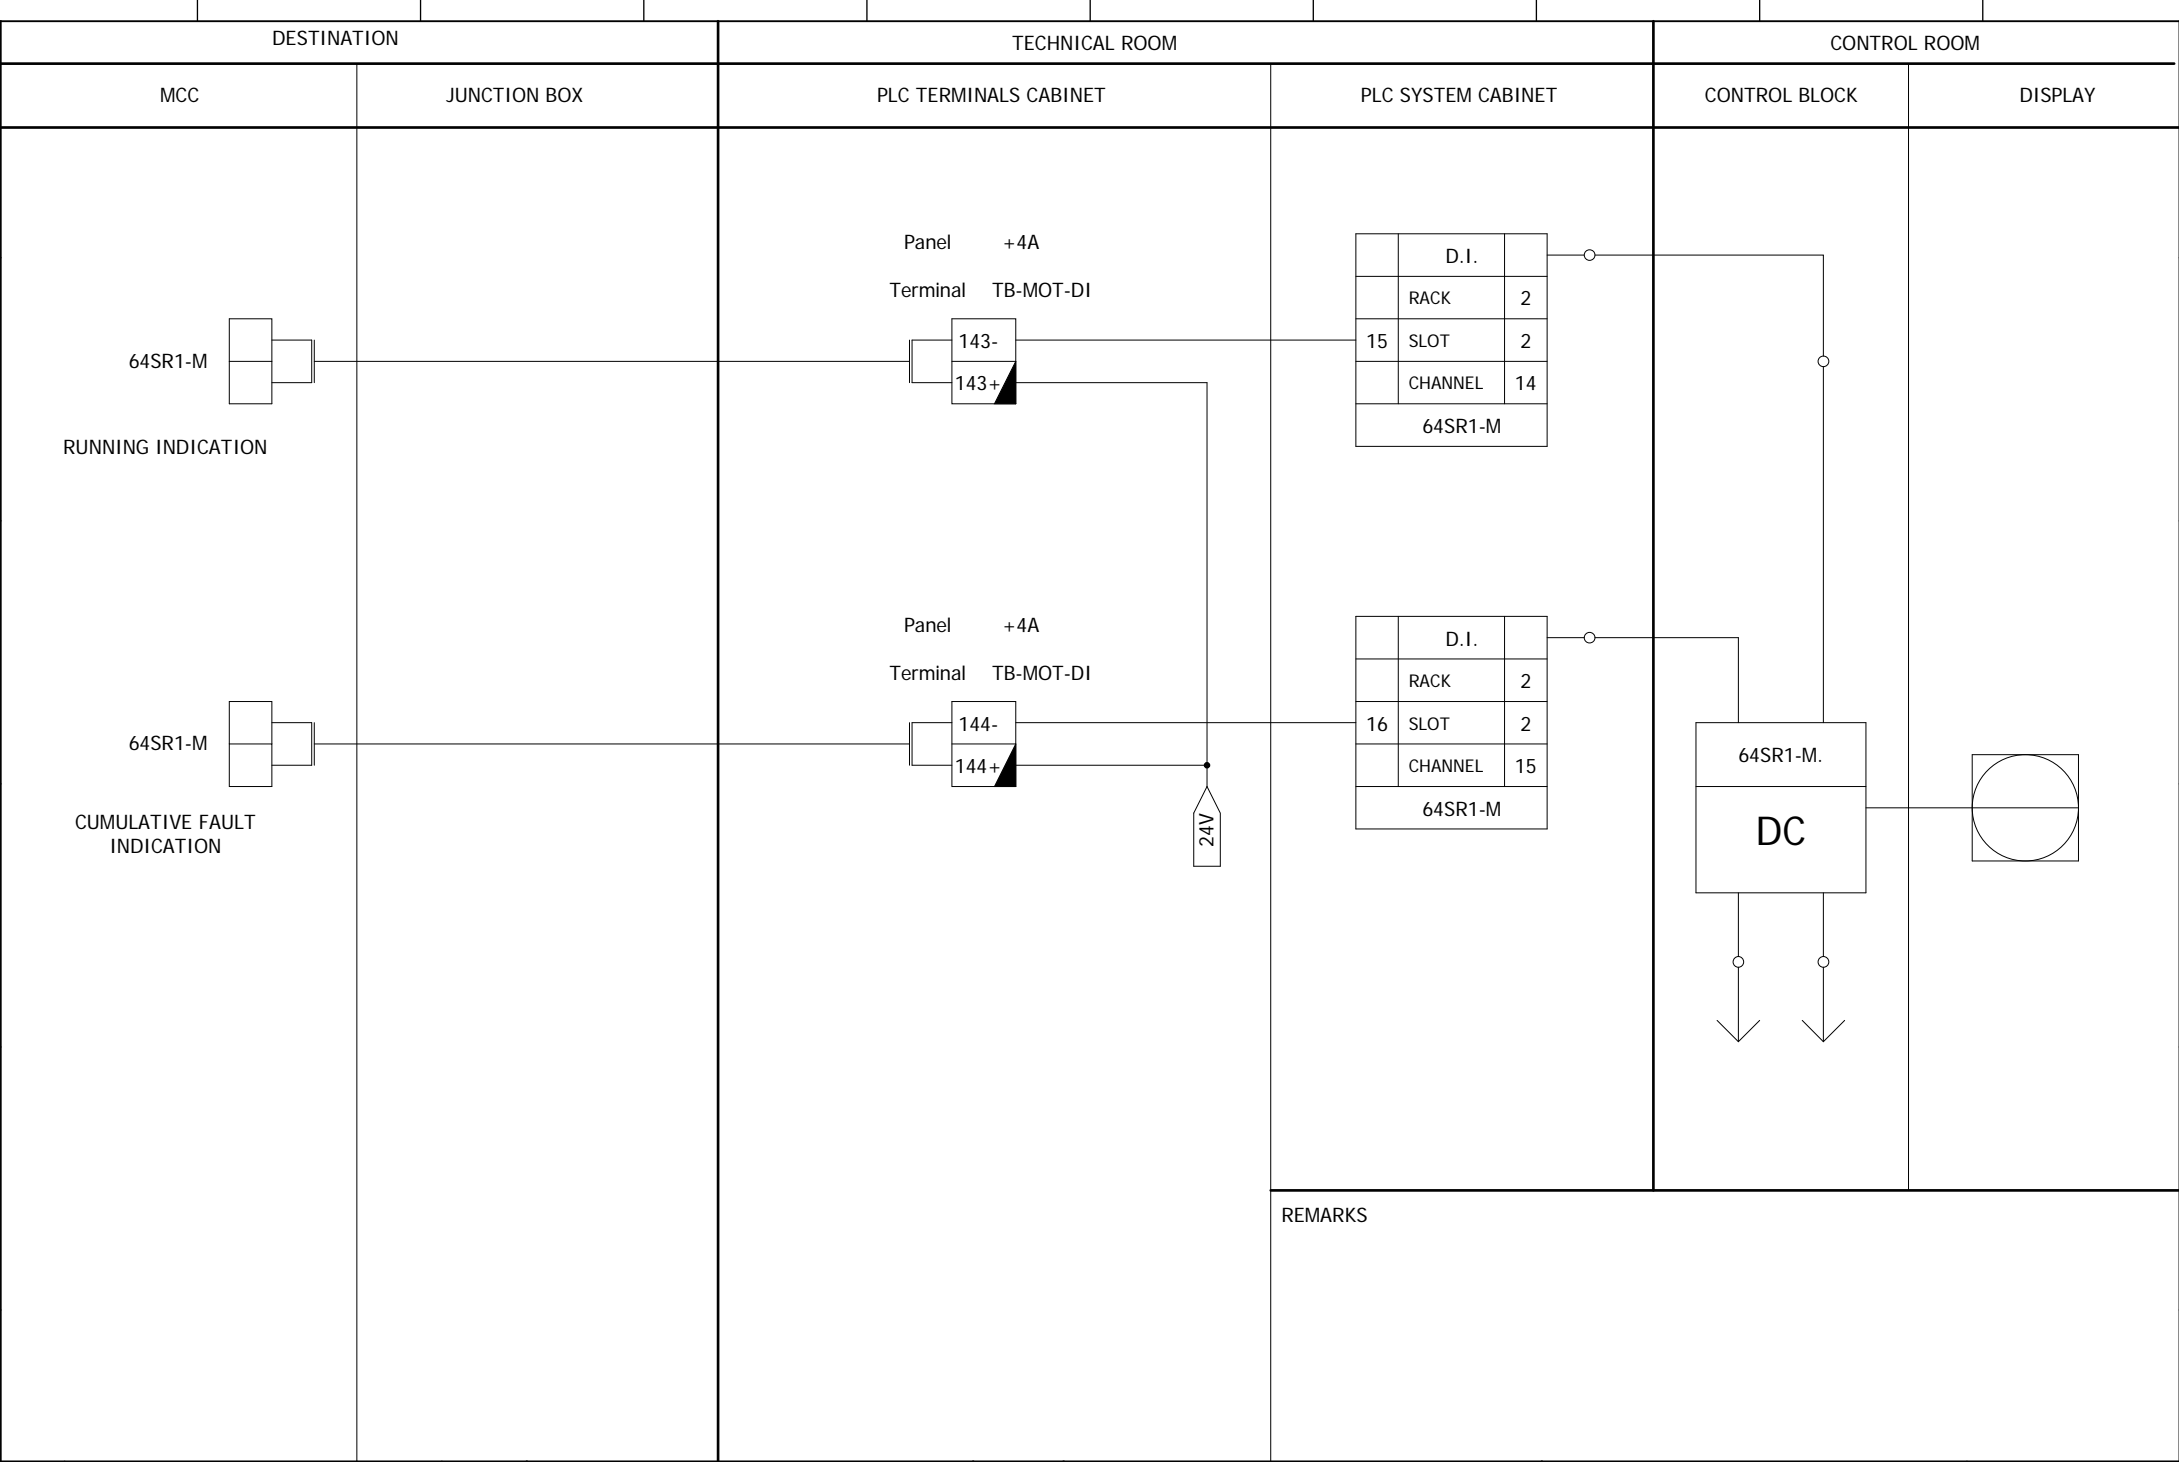 DESTINATION
TECHNICAL ROOM
CONTROL ROOM
MCC
JUNCTION BOX
PLC TERMINALS CABINET
PLC SYSTEM CABINET
CONTROL BLOCK
DISPLAY
Panel +4A
Terminal TB-MOT-DI
64SR1-M
RUNNING INDICATION
143-
143+
D.I.
RACK 2
15 SLOT 2
CHANNEL 14
64SR1-M
Panel +4A
Terminal TB-MOT-DI
64SR1-M
CUMULATIVE FAULT
INDICATION
144-
144+
24V
D.I.
RACK 2
16 SLOT 2
CHANNEL 15
64SR1-M
64SR1-M.
DC
REMARKS